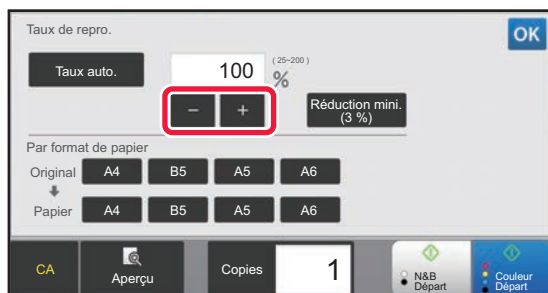 Taux de repro.
OK
Taux auto.
100
( 25~200 )
%
− +
Réduction mini.
(3 %)
Par format de papier
Original A4 B5 A5 A6
Papier A4 B5 A5 A6
CA
Aperçu
Copies
1
N&B
Départ
Couleur
Départ